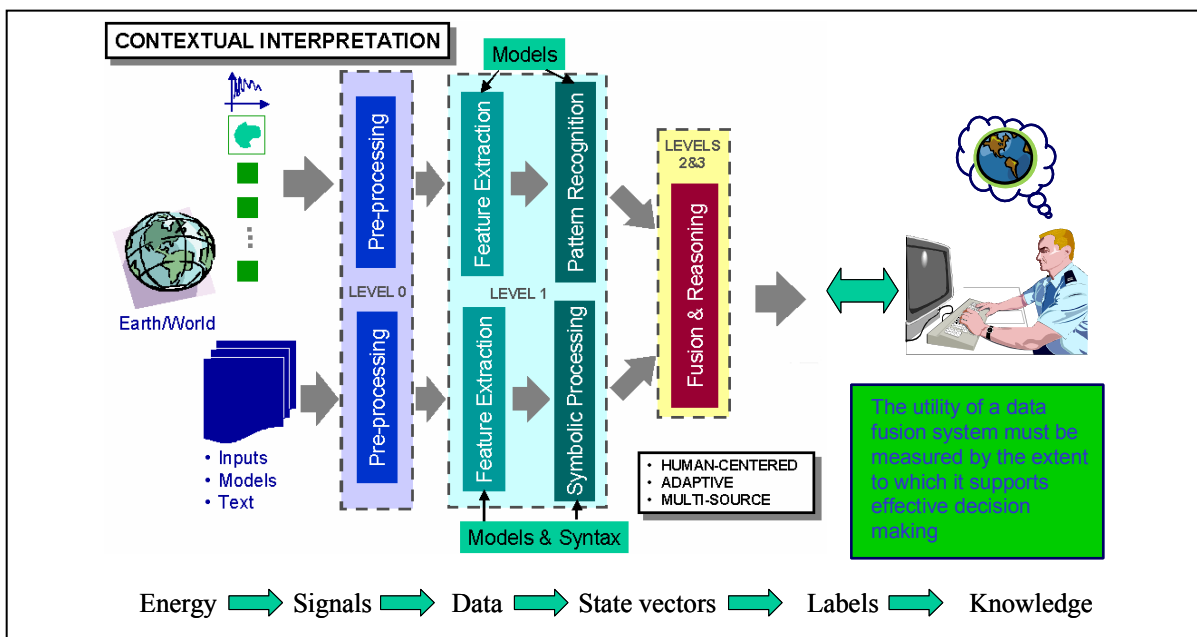 CONTEXTUAL INTERPRETATION
Models
Pre-processing
Feature Extraction
Pattern Recognition
LEVELS
2&3
Fusion & Reasoning
LEVEL 0
LEVEL 1
Earth/World
Pre-processing
Feature Extraction
Symbolic Processing
• Inputs
• Models
• Text
Models & Syntax
• HUMAN-CENTERED
• ADAPTIVE
• MULTI-SOURCE
The utility of a data
fusion system must be
measured by the extent
to which it supports
effective decision
making
Energy Signals Data State vectors Labels Knowledge